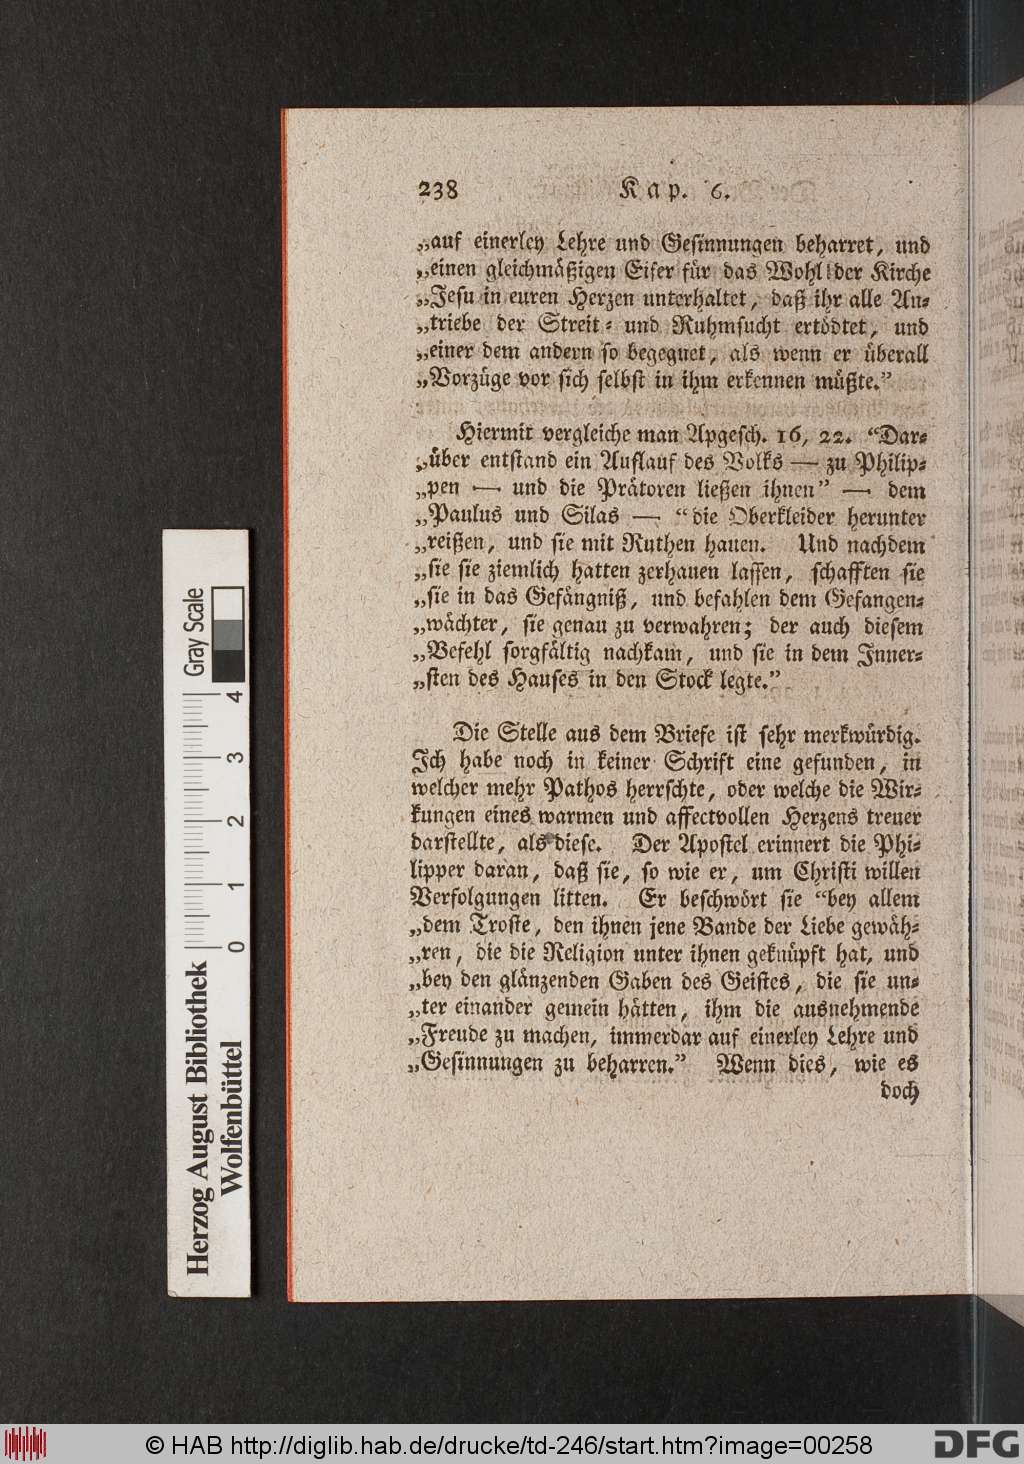 238 Kap. 6.
„auf einerley Lehre und Gesinnungen beharret, und
„einen gleichmäßigen Eifer für das Wohl der Kirche
„Jesu in euren Herzen unterhaltet, daß ihr alle An-
„triebe der Streit- und Ruhmsucht ertödtet, und
„einer dem andern so begegnet, als wenn er überall
„Vorzüge vor sich selbst in ihm erkennen müßte.”
Hiermit vergleiche man Apgesch. 16, 22. “Dar-
„über entstand ein Auflauf des Volks — zu Philip-
„pen — und die Prätoren ließen ihnen” — dem
„Paulus und Silas — “die Oberkleider herunter
„reißen, und sie mit Ruthen hauen. Und nachdem
„sie sie ziemlich hatten zerhauen lassen, schafften sie
„sie in das Gefängniß, und befahlen dem Gefangen-
„wächter, sie genau zu verwahren; der auch diesem
„Befehl sorgfältig nachkam, und sie in dem Inner-
„sten des Hauses in den Stock legte.”
Die Stelle aus dem Briefe ist sehr merkwürdig.
Ich habe noch in keiner Schrift eine gefunden, in
welcher mehr Pathos herrschte, oder welche die Wir-
kungen eines warmen und affectvollen Herzens treuer
darstellte, als diese. Der Apostel erinnert die Phi-
lipper daran, daß sie, so wie er, um Christi willen
Verfolgungen litten. Er beschwört sie “bey allem
„dem Troste, den ihnen jene Bande der Liebe gewäh-
„ren, die die Religion unter ihnen geknüpft hat, und
„bey den glänzenden Gaben des Geistes, die sie un-
„ter einander gemein hätten, ihm die ausnehmende
„Freude zu machen, immerdar auf einerley Lehre und
„Gesinnungen zu beharren.” Wenn dies, wie es
doch
Gray Scale
4 3 2 1 0
Herzog August Bibliothek
Wolfenbüttel
© HAB http://diglib.hab.de/drucke/td-246/start.htm?image=00258
DFG